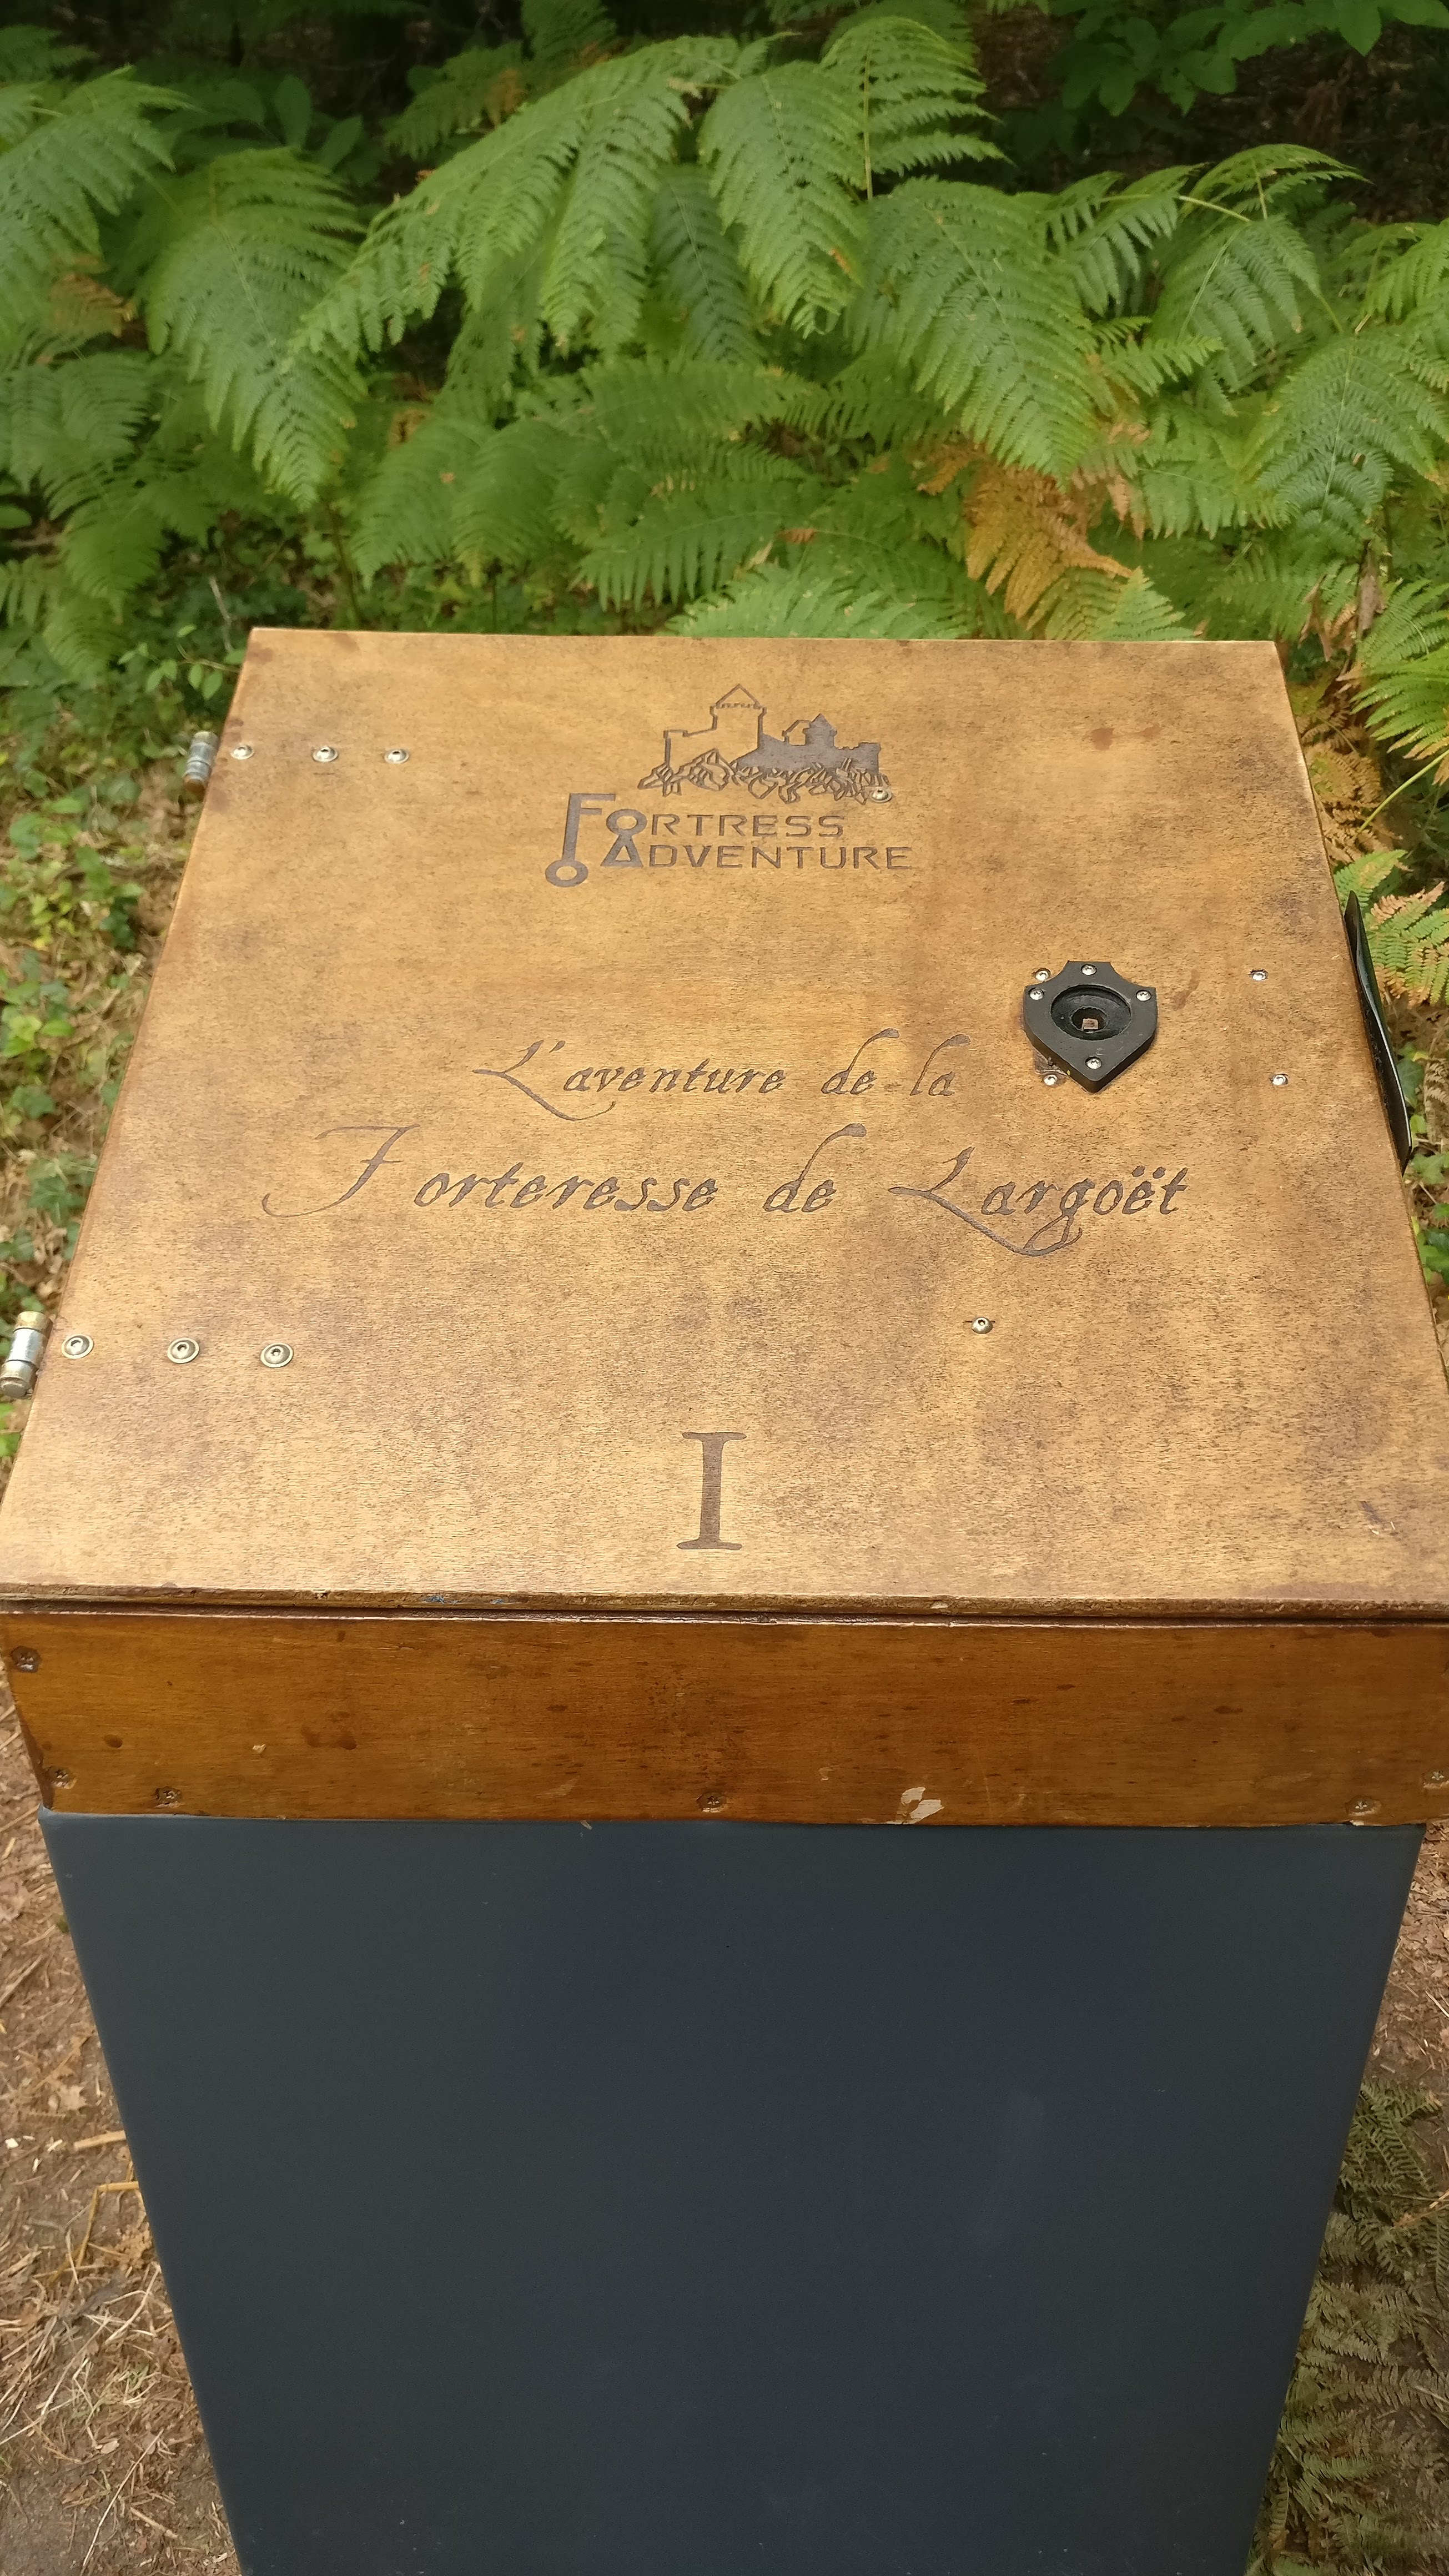 FORTRESS
ADVENTURE
L'aventure de la
Forteresse de Largoët
I